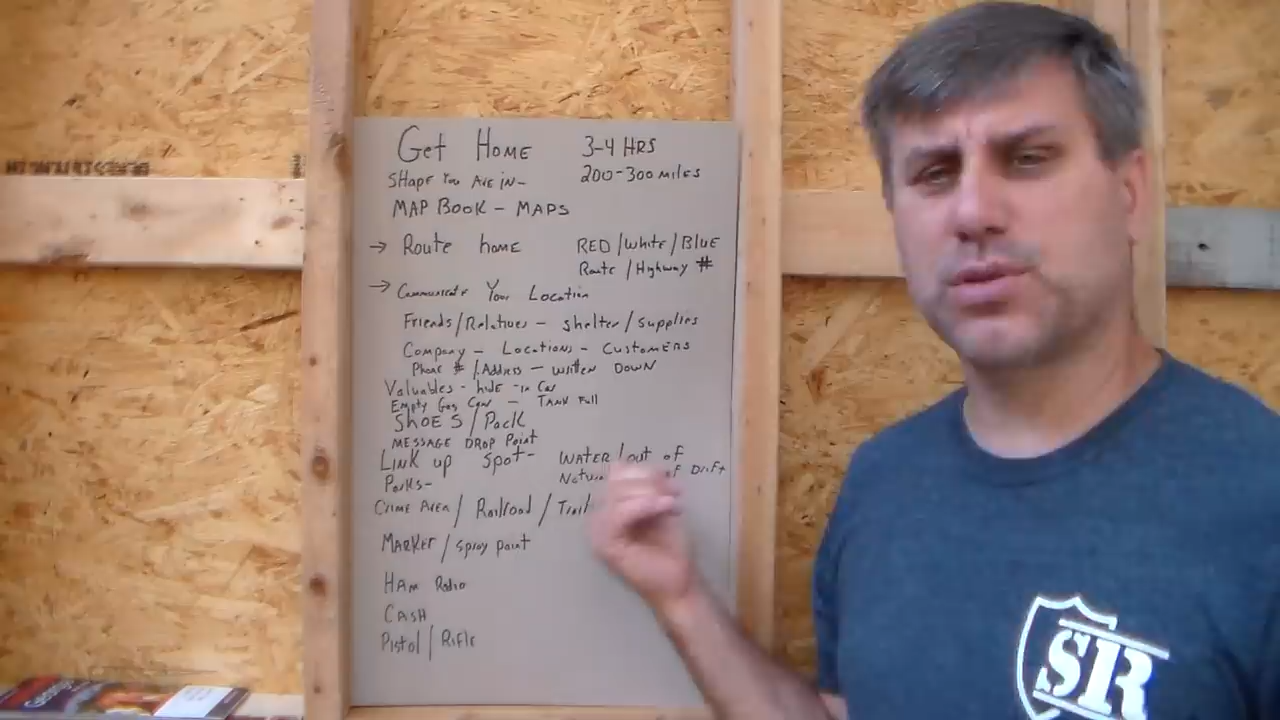 Get Home 3-4 HRS
SHape You Are in- 200-300 miles
MAP BOOK - MAPS
→ Route home RED/White/Blue
Route/Highway #
→ Communicate Your Location
Friends/Relatives - shelter/supplies
Company - Locations - Customers
Phone #/Address - written DOWN
Valuables - hide - in Car
Empty Gas Can - TANK Full
SHOES/Pack
MESSAGE DROP Point
LINK up spot- WATER/out of
Parks- of Drift
Crime Area/Railroad/Trail
MARKER/spray paint
HAM Radio
CASH
Pistol/RIFLE
SR